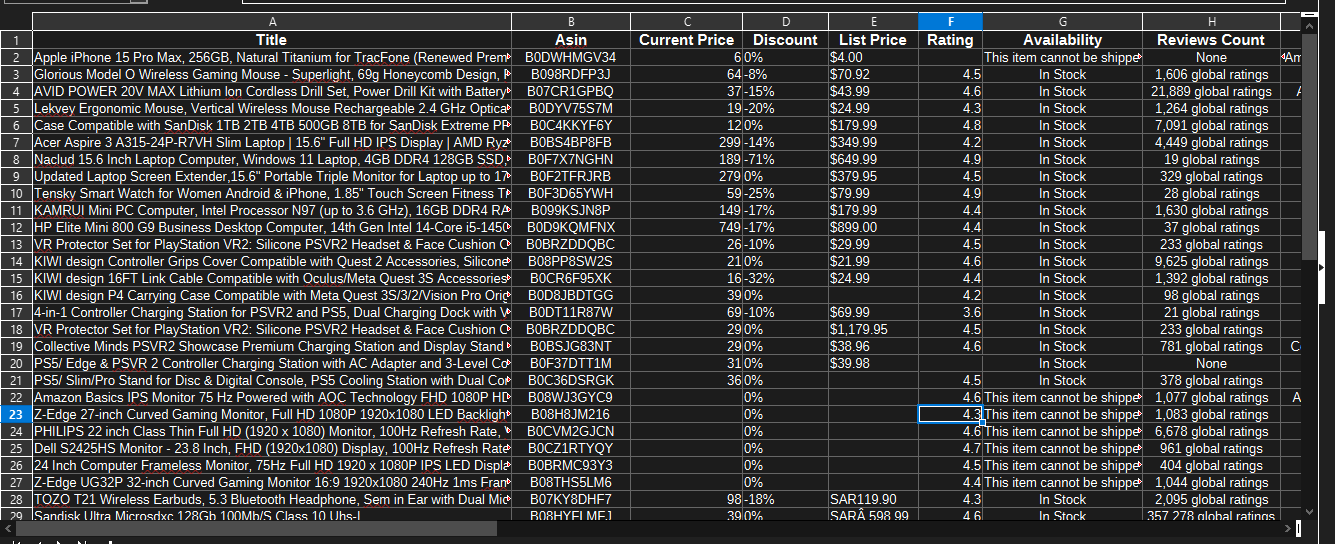 A B C D E F G H
1 Title Asin Current Price Discount List Price Rating Availability Reviews Count
2 Apple iPhone 15 Pro Max, 256GB, Natural Titanium for TracFone (Renewed Prem B0DWHMGV34 6 0% $4.00 This item cannot be shippe None Am
3 Glorious Model O Wireless Gaming Mouse - Superlight, 69g Honeycomb Design, B098RDFP3J 64 -8% $70.92 4.5 In Stock 1,606 global ratings
4 AVID POWER 20V MAX Lithium Ion Cordless Drill Set, Power Drill Kit with Battery B07CR1GPBQ 37 -15% $43.99 4.6 In Stock 21,889 global ratings A
5 Lekvey Ergonomic Mouse, Vertical Wireless Mouse Rechargeable 2.4 GHz Optica B0DYV75S7M 19 -20% $24.99 4.3 In Stock 1,264 global ratings
6 Case Compatible with SanDisk 1TB 2TB 4TB 500GB 8TB for SanDisk Extreme PR B0C4KKYF6Y 12 0% $179.99 4.8 In Stock 7,091 global ratings
7 Acer Aspire 3 A315-24P-R7VH Slim Laptop | 15.6" Full HD IPS Display | AMD Ryz B0BS4BP8FB 299 -14% $349.99 4.2 In Stock 4,449 global ratings
8 Naclud 15.6 Inch Laptop Computer, Windows 11 Laptop, 4GB DDR4 128GB SSD, B0F7X7NGHN 189 -71% $649.99 4.9 In Stock 19 global ratings
9 Updated Laptop Screen Extender,15.6" Portable Triple Monitor for Laptop up to 17 B0F2TFRJRB 279 0% $379.95 4.5 In Stock 329 global ratings
10 Tensky Smart Watch for Women Android & iPhone, 1.85" Touch Screen Fitness T B0F3D65YWH 59 -25% $79.99 4.9 In Stock 28 global ratings
11 KAMRUI Mini PC Computer, Intel Processor N97 (up to 3.6 GHz), 16GB DDR4 RA B099KSJN8P 149 -17% $179.99 4.4 In Stock 1,630 global ratings
12 HP Elite Mini 800 G9 Business Desktop Computer, 14th Gen Intel 14-Core i5-1450 B0D9KQMFNX 749 -17% $899.00 4.4 In Stock 37 global ratings
13 VR Protector Set for PlayStation VR2: Silicone PSVR2 Headset & Face Cushion C B0BRZDDQBC 26 -10% $29.99 4.5 In Stock 233 global ratings
14 KIWI design Controller Grips Cover Compatible with Quest 2 Accessories, Silicone B08PP8SW2S 21 0% $21.99 4.6 In Stock 9,625 global ratings
15 KIWI design 16FT Link Cable Compatible with Oculus/Meta Quest 3S Accessories B0CR6F95XK 16 -32% $24.99 4.4 In Stock 1,392 global ratings
16 KIWI design P4 Carrying Case Compatible with Meta Quest 3S/3/2/Vision Pro Orig B0D8JBDTGG 39 0% 4.2 In Stock 98 global ratings
17 4-in-1 Controller Charging Station for PSVR2 and PS5, Dual Charging Dock with V B0DT11R87W 69 -10% $69.99 3.6 In Stock 21 global ratings
18 VR Protector Set for PlayStation VR2: Silicone PSVR2 Headset & Face Cushion C B0BRZDDQBC 29 0% $1,179.95 4.5 In Stock 233 global ratings
19 Collective Minds PSVR2 Showcase Premium Charging Station and Display Stand B0BSJG83NT 29 0% $38.96 4.6 In Stock 781 global ratings C
20 PS5/ Edge & PSVR 2 Controller Charging Station with AC Adapter and 3-Level Co B0F37DTT1M 31 0% $39.98 In Stock None
21 PS5/ Slim/Pro Stand for Disc & Digital Console, PS5 Cooling Station with Dual Co B0C36DSRGK 36 0% 4.5 In Stock 378 global ratings
22 Amazon Basics IPS Monitor 75 Hz Powered with AOC Technology FHD 1080P HD B08WJ3GYC9 0% 4.6 This item cannot be shippe 1,077 global ratings A
23 Z-Edge 27-inch Curved Gaming Monitor, Full HD 1080P 1920x1080 LED Backligh B08H8JM216 0% 4.3 This item cannot be shippe 1,083 global ratings
24 PHILIPS 22 inch Class Thin Full HD (1920 x 1080) Monitor, 100Hz Refresh Rate, B0CVM2GJCN 0% 4.6 This item cannot be shippe 6,678 global ratings
25 Dell S2425HS Monitor - 23.8 Inch, FHD (1920x1080) Display, 100Hz Refresh Rate B0CZ1RTYQY 0% 4.7 This item cannot be shippe 961 global ratings
26 24 Inch Computer Frameless Monitor, 75Hz Full HD 1920 x 1080P IPS LED Displa B0BRMC93Y3 0% 4.5 This item cannot be shippe 404 global ratings
27 Z-Edge UG32P 32-inch Curved Gaming Monitor 16:9 1920x1080 240Hz 1ms Fram B08THS5LM6 0% 4.4 This item cannot be shippe 1,044 global ratings
28 TOZO T21 Wireless Earbuds, 5.3 Bluetooth Headphone, Sem in Ear with Dual Mic B07KY8DHF7 98 -18% SAR119.90 4.3 In Stock 2,095 global ratings
29 Sandisk Ultra Microsdxc 128Gb 100Mb/S Class 10 Uhs-I B08HYFLMFJ 39 0% SARÂ 598.99 4.6 In Stock 357,278 global ratings